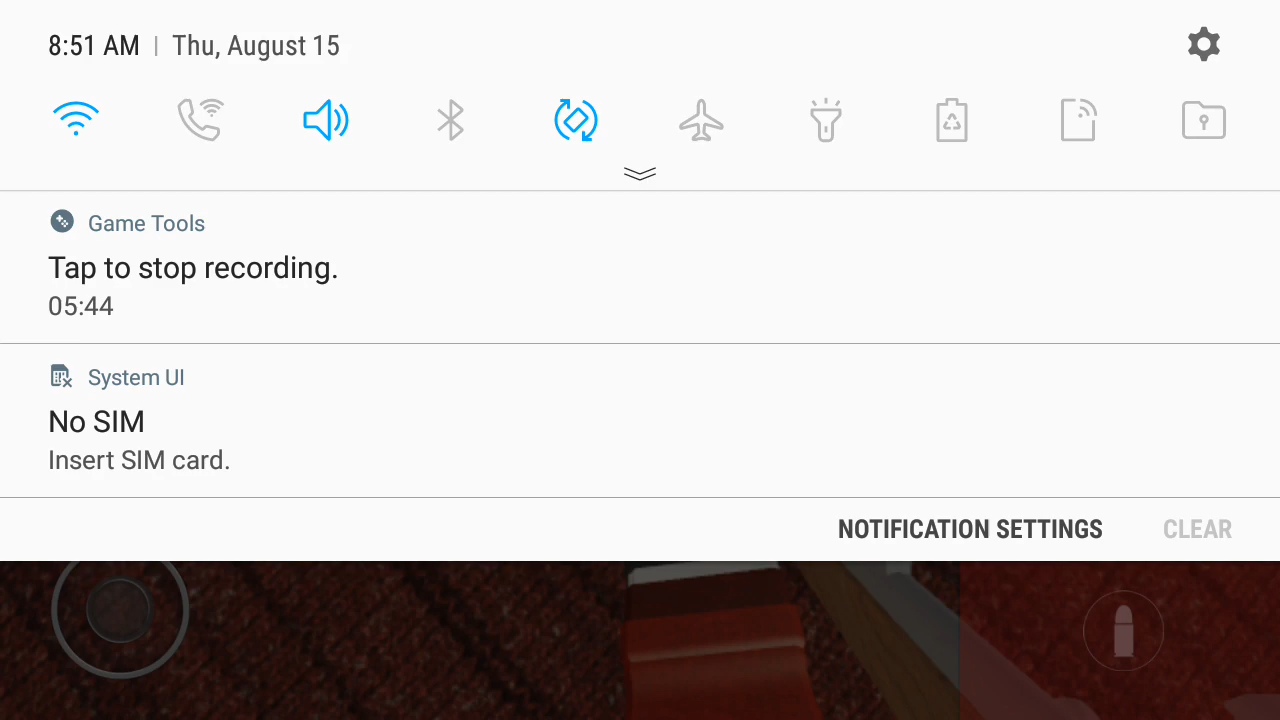 8:51 AM | Thu, August 15
Game Tools
Tap to stop recording.
05:44
System UI
No SIM
Insert SIM card.
NOTIFICATION SETTINGS CLEAR